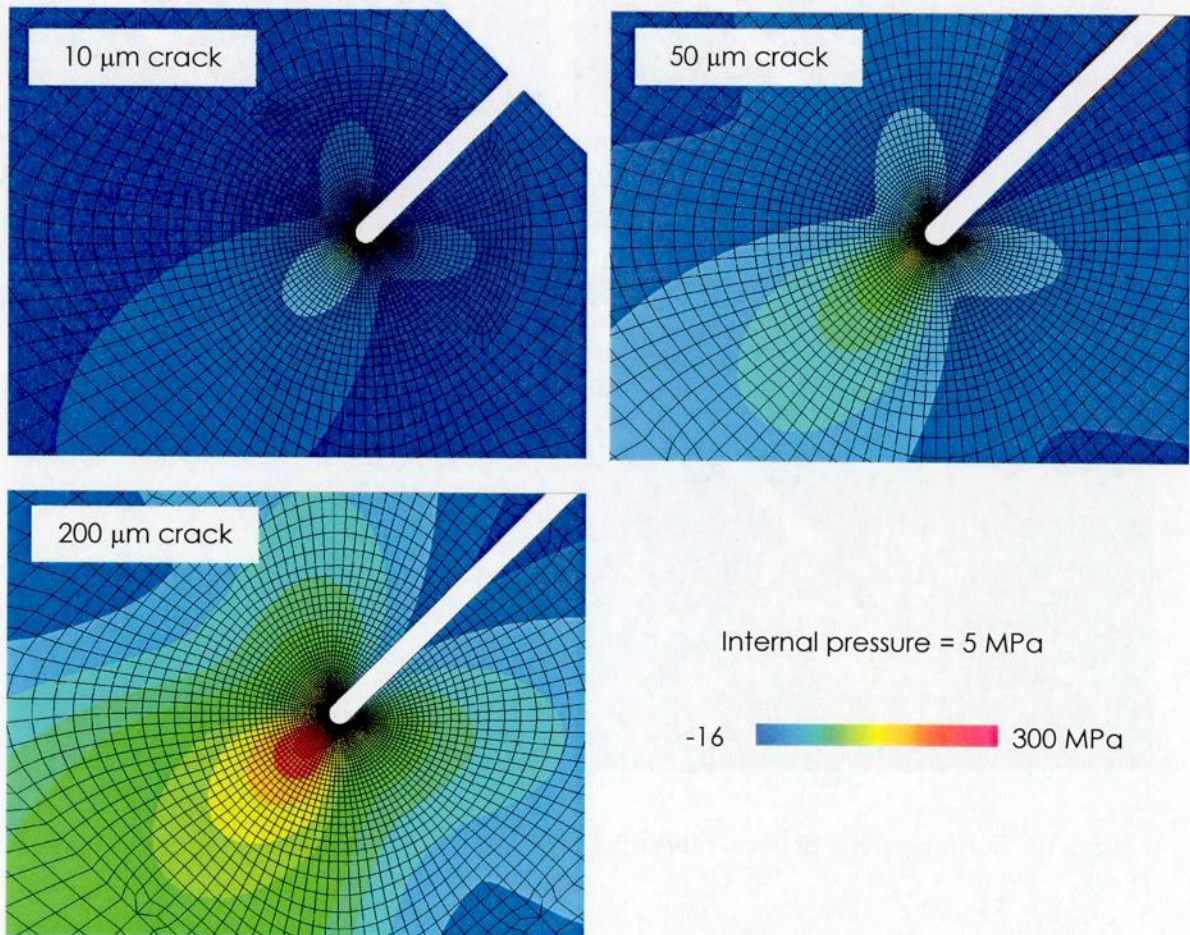 10 μm crack
50 μm crack
200 μm crack
Internal pressure = 5 MPa
-16
300 MPa